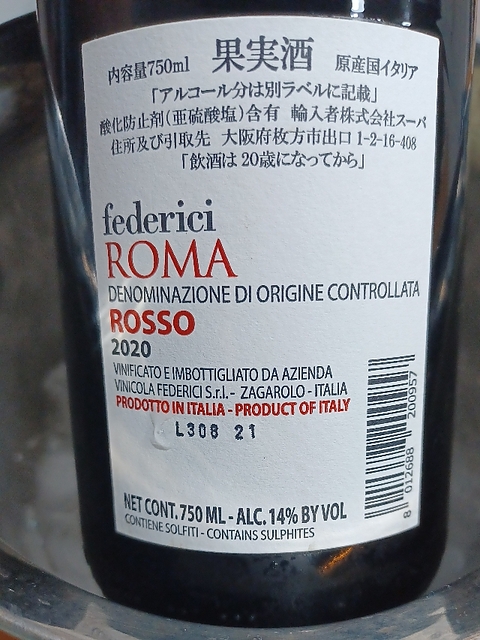 内容量750ml 果実酒 原産国イタリア
「アルコール分は別ラベルに記載」
酸化防止剤(亜硫酸塩)含有 輸入者株式会社スーパ
住所及び引取先 大阪府枚方市出口1-2-16-408
「飲酒は20歳になってから」
federici
ROMA
DENOMINAZIONE DI ORIGINE CONTROLLATA
ROSSO
2020
VINIFICATO E IMBOTTIGLIATO DA AZIENDA
VINICOLA FEDERICI S.r.l. - ZAGAROLO - ITALIA
PRODOTTO IN ITALIA - PRODUCT OF ITALY
L308 21
NET CONT. 750 ML - ALC. 14% BY VOL
CONTIENE SOLFITI - CONTAINS SULPHITES
8 012688 200957